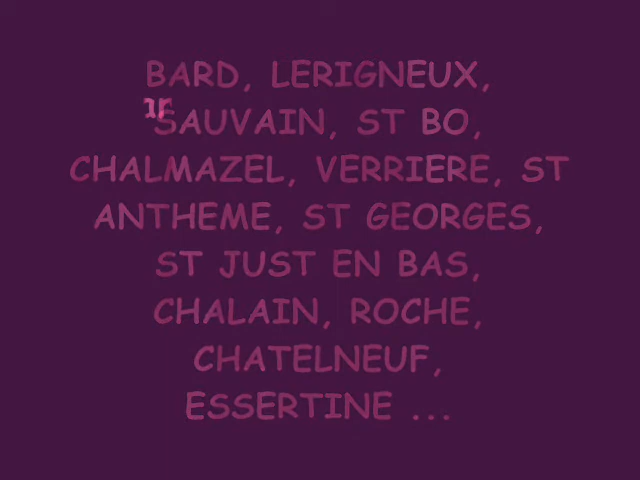 BARD, LERIGNEUX,
SAUVAIN, ST BO,
CHALMAZEL, VERRIERE, ST
ANTHEME, ST GEORGES,
ST JUST EN BAS,
CHALAIN, ROCHE,
CHATELNEUF,
ESSERTINE ...